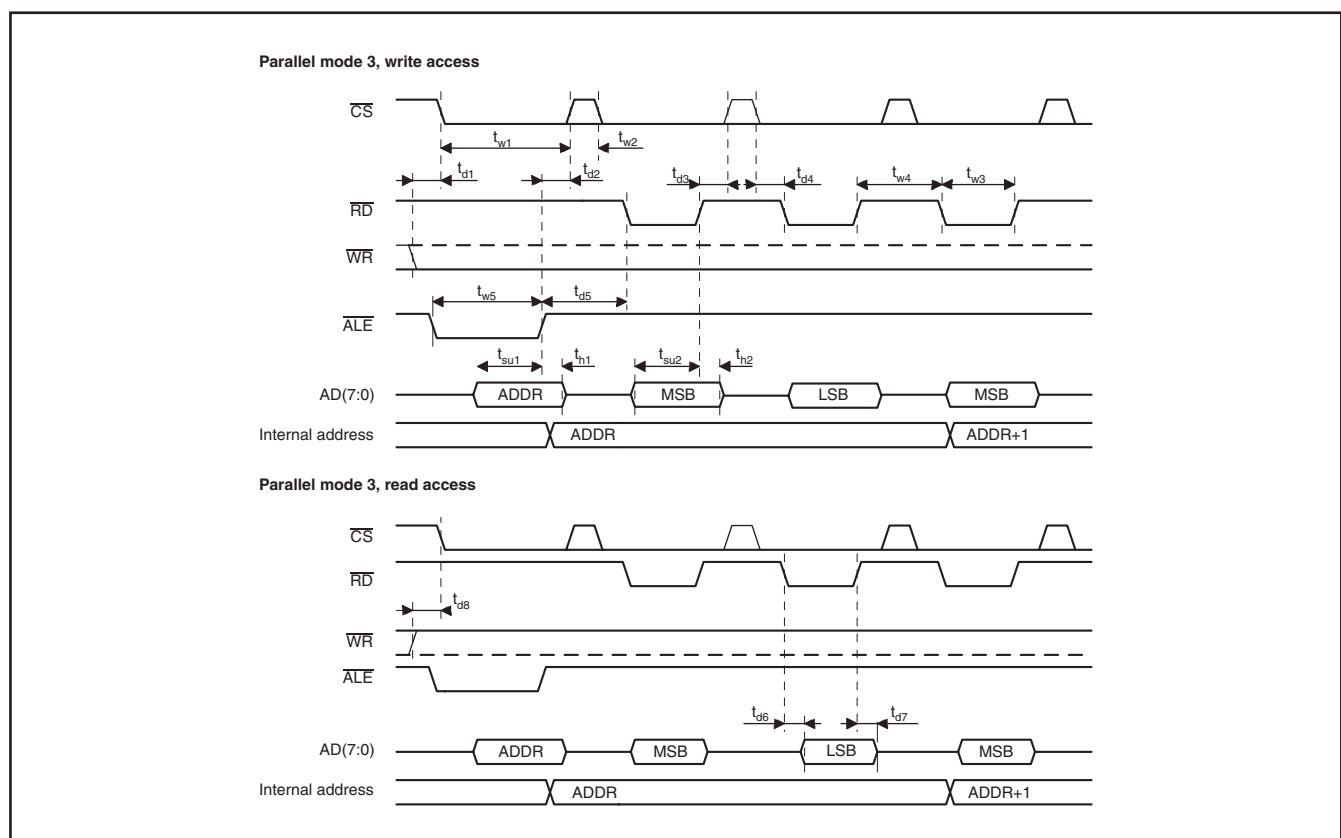 Parallel mode 3, write access
CS
tw1 tw2
td1 td2 td3 td4 tw4 tw3
RD
WR
tw5 td5
ALE
tsu1 th1 tsu2 th2
AD(7:0) ADDR MSB LSB MSB
Internal address ADDR ADDR+1
Parallel mode 3, read access
CS
RD
td8
WR
ALE
td6 td7
AD(7:0) ADDR MSB LSB MSB
Internal address ADDR ADDR+1